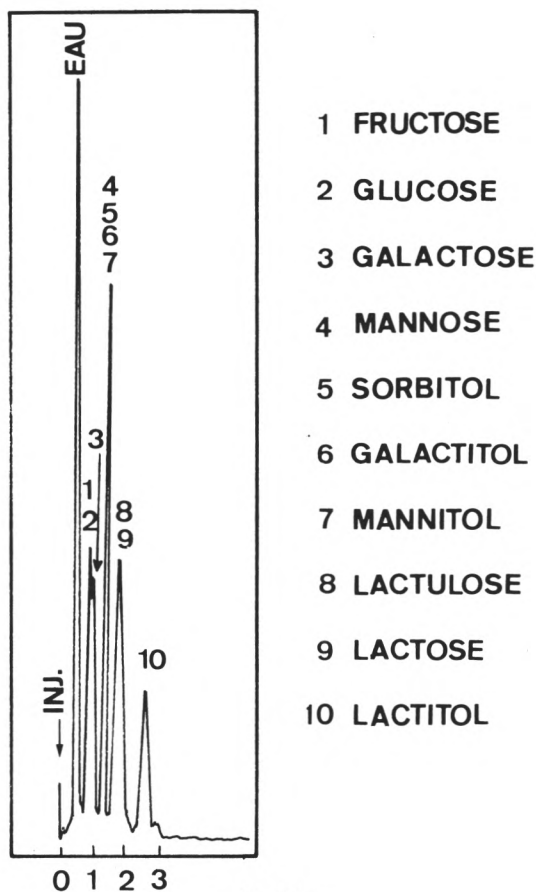 EAU
4
5
6
7
3
1
2
8
9
10
INJ.
0 1 2 3
1 FRUCTOSE
2 GLUCOSE
3 GALACTOSE
4 MANNOSE
5 SORBITOL
6 GALACTITOL
7 MANNITOL
8 LACTULOSE
9 LACTOSE
10 LACTITOL